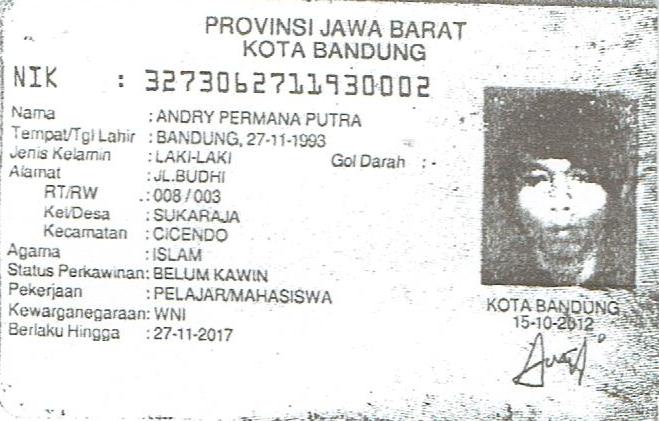 PROVINSI JAWA BARAT
KOTA BANDUNG
NIK : 3273062711930002
Nama : ANDRY PERMANA PUTRA
Tempat/Tgl Lahir : BANDUNG, 27-11-1993
Jenis Kelamin : LAKI-LAKI Gol Darah : -
Alamat : JL.BUDHI
RT/RW : 008 / 003
Kel/Desa : SUKARAJA
Kecamatan : CICENDO
Agama : ISLAM
Status Perkawinan: BELUM KAWIN
Pekerjaan : PELAJAR/MAHASISWA
Kewarganegaraan: WNI
Berlaku Hingga : 27-11-2017
KOTA BANDUNG
15-10-2012